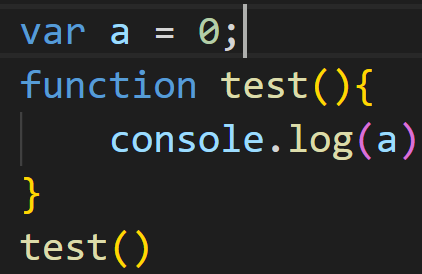 var a = 0;
function test(){
    console.log(a)
}
test()